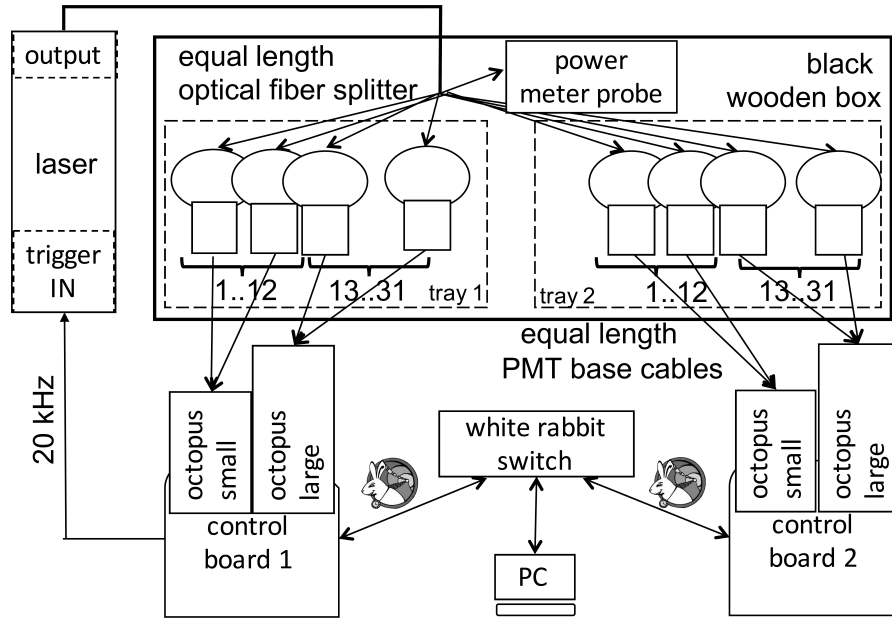 output
laser
trigger
IN
20 kHz
equal length
optical fiber splitter
power
meter probe
black
wooden box
1..12
13..31
tray 1
tray 2
1..12
13..31
equal length
PMT base cables
octopus
small
octopus
large
control
board 1
white rabbit
switch
PC
octopus
small
octopus
large
control
board 2